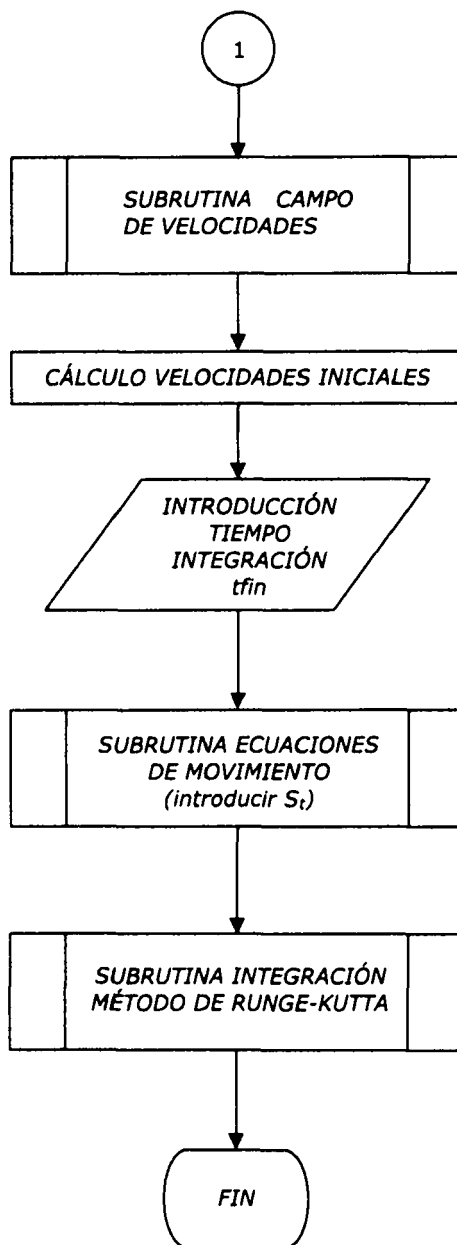 1
SUBRUTINA CAMPO
DE VELOCIDADES
CÁLCULO VELOCIDADES INICIALES
INTRODUCCIÓN
TIEMPO
INTEGRACIÓN
tfin
SUBRUTINA ECUACIONES
DE MOVIMIENTO
(introducir Sₜ)
SUBRUTINA INTEGRACIÓN
MÉTODO DE RUNGE-KUTTA
FIN